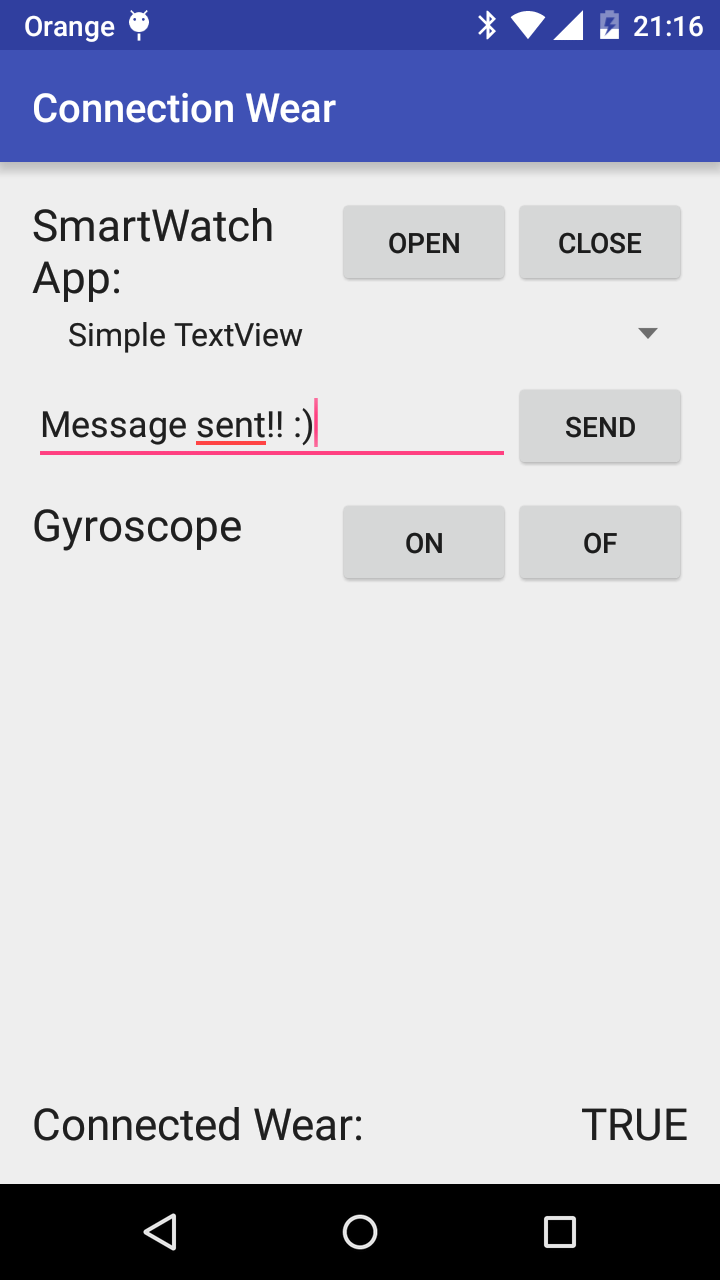 Orange 21:16
Connection Wear
SmartWatch App:
OPEN CLOSE
Simple TextView
Message sent!! :) SEND
Gyroscope ON OF
Connected Wear: TRUE